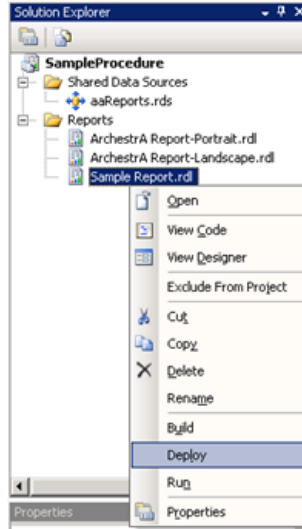 Solution Explorer
SampleProcedure
Shared Data Sources
aaReports.rds
Reports
ArchestrA Report-Portrait.rdl
ArchestrA Report-Landscape.rdl
Sample Report.rdl
Open
View Code
View Designer
Exclude From Project
Cut
Copy
Delete
Rename
Build
Deploy
Run
Properties
Properties